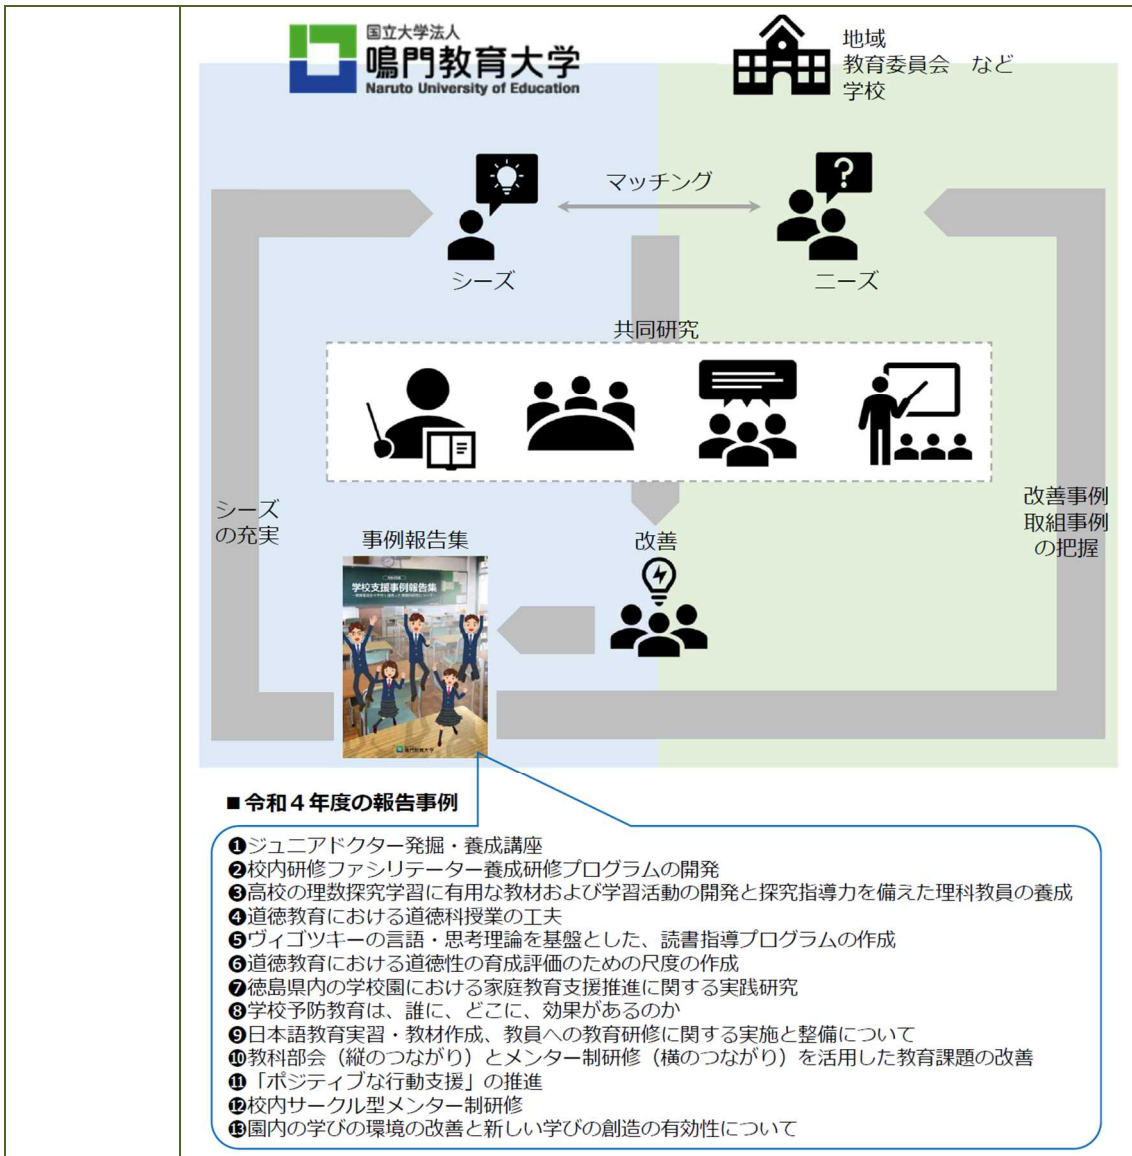 国立大学法人
鳴門教育大学
Naruto University of Education
地域
教育委員会　など
学校
マッチング
シーズ
ニーズ
共同研究
シーズ
の充実
改善事例
取組事例
の把握
事例報告集
改善
学校支援事例報告集
鳴門教育大学
■令和４年度の報告事例
❶ジュニアドクター発掘・養成講座
❷校内研修ファシリテーター養成研修プログラムの開発
❸高校の理数探究学習に有用な教材および学習活動の開発と探究指導力を備えた理科教員の養成
❹道徳教育における道徳科授業の工夫
❺ヴィゴツキーの言語・思考理論を基盤とした、読書指導プログラムの作成
❻道徳教育における道徳性の育成評価のための尺度の作成
❼徳島県内の学校園における家庭教育支援推進に関する実践研究
❽学校予防教育は、誰に、どこに、効果があるのか
❾日本語教育実習・教材作成、教員への教育研修に関する実施と整備について
❿教科部会（縦のつながり）とメンター制研修（横のつながり）を活用した教育課題の改善
⓫「ポジティブな行動支援」の推進
⓬校内サークル型メンター制研修
⓭園内の学びの環境の改善と新しい学びの創造の有効性について